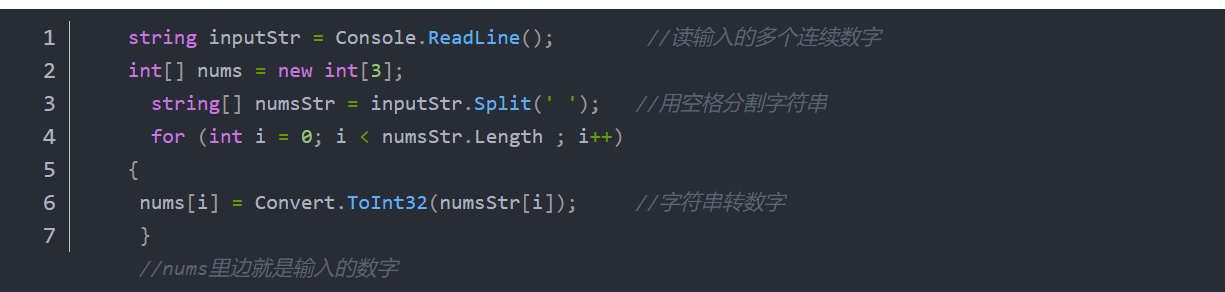 1 string inputStr = Console.ReadLine(); //读输入的多个连续数字
2 int[] nums = new int[3];
3 string[] numsStr = inputStr.Split(' '); //用空格分割字符串
4 for (int i = 0; i < numsStr.Length ; i++)
5 {
6 nums[i] = Convert.ToInt32(numsStr[i]); //字符串转数字
7 }
//nums里边就是输入的数字